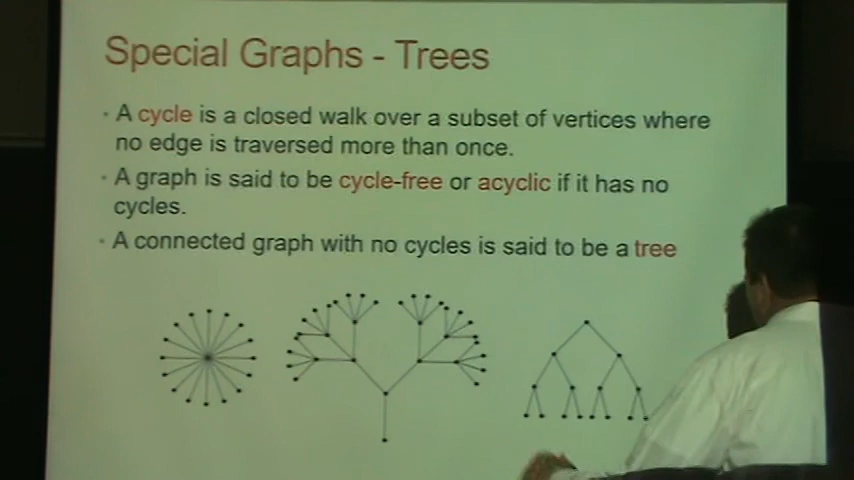 Special Graphs - Trees
• A cycle is a closed walk over a subset of vertices where
no edge is traversed more than once.
• A graph is said to be cycle-free or acyclic if it has no
cycles.
• A connected graph with no cycles is said to be a tree